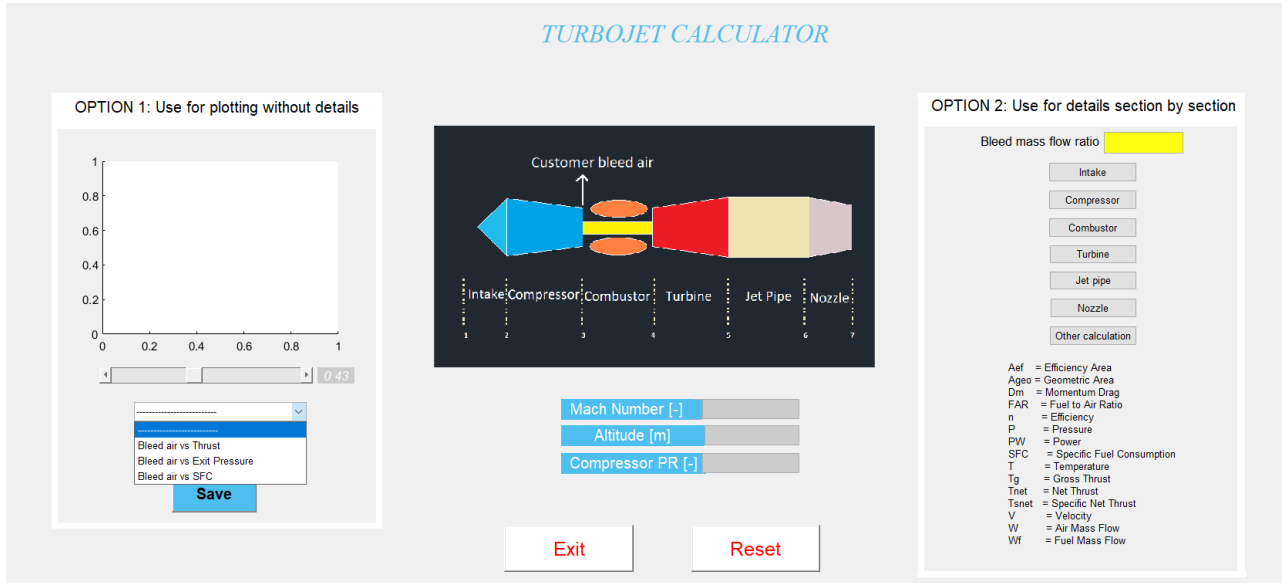 TURBOJET CALCULATOR
OPTION 1: Use for plotting without details
1
0.8
0.6
0.4
0.2
0
0 0.2 0.4 0.6 0.8 1
0.43
--------------------------
--------------------------
Bleed air vs Thrust
Bleed air vs Exit Pressure
Bleed air vs SFC
Save
Customer bleed air
Intake Compressor Combustor Turbine Jet Pipe Nozzle
1 2 3 4 5 6 7
Mach Number [-]
Altitude [m]
Compressor PR [-]
Exit
Reset
OPTION 2: Use for details section by section
Bleed mass flow ratio
Intake
Compressor
Combustor
Turbine
Jet pipe
Nozzle
Other calculation
Aef = Efficiency Area
Ageo = Geometric Area
Dm = Momentum Drag
FAR = Fuel to Air Ratio
n = Efficiency
P = Pressure
PW = Power
SFC = Specific Fuel Consumption
T = Temperature
Tg = Gross Thrust
Tnet = Net Thrust
Tsnet = Specific Net Thrust
V = Velocity
W = Air Mass Flow
Wf = Fuel Mass Flow